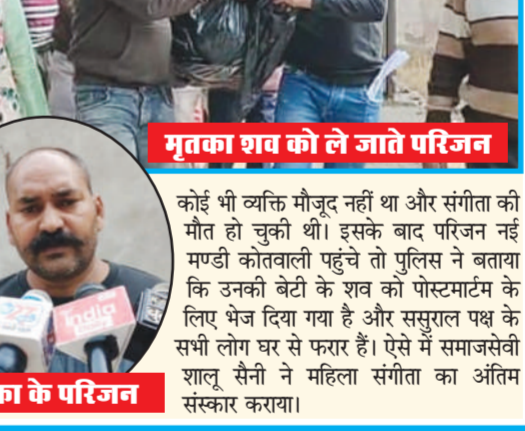 मृतका शव को ले जाते परिजन
कोई भी व्यक्ति मौजूद नहीं था और संगीता की
मौत हो चुकी थी। इसके बाद परिजन नई
मण्डी कोतवाली पहुंचे तो पुलिस ने बताया
कि उनकी बेटी के शव को पोस्टमार्टम के
लिए भेज दिया गया है और ससुराल पक्ष के
सभी लोग घर से फरार हैं। ऐसे में समाजसेवी
शालू सैनी ने महिला संगीता का अंतिम
संस्कार कराया।
India
के परिजन